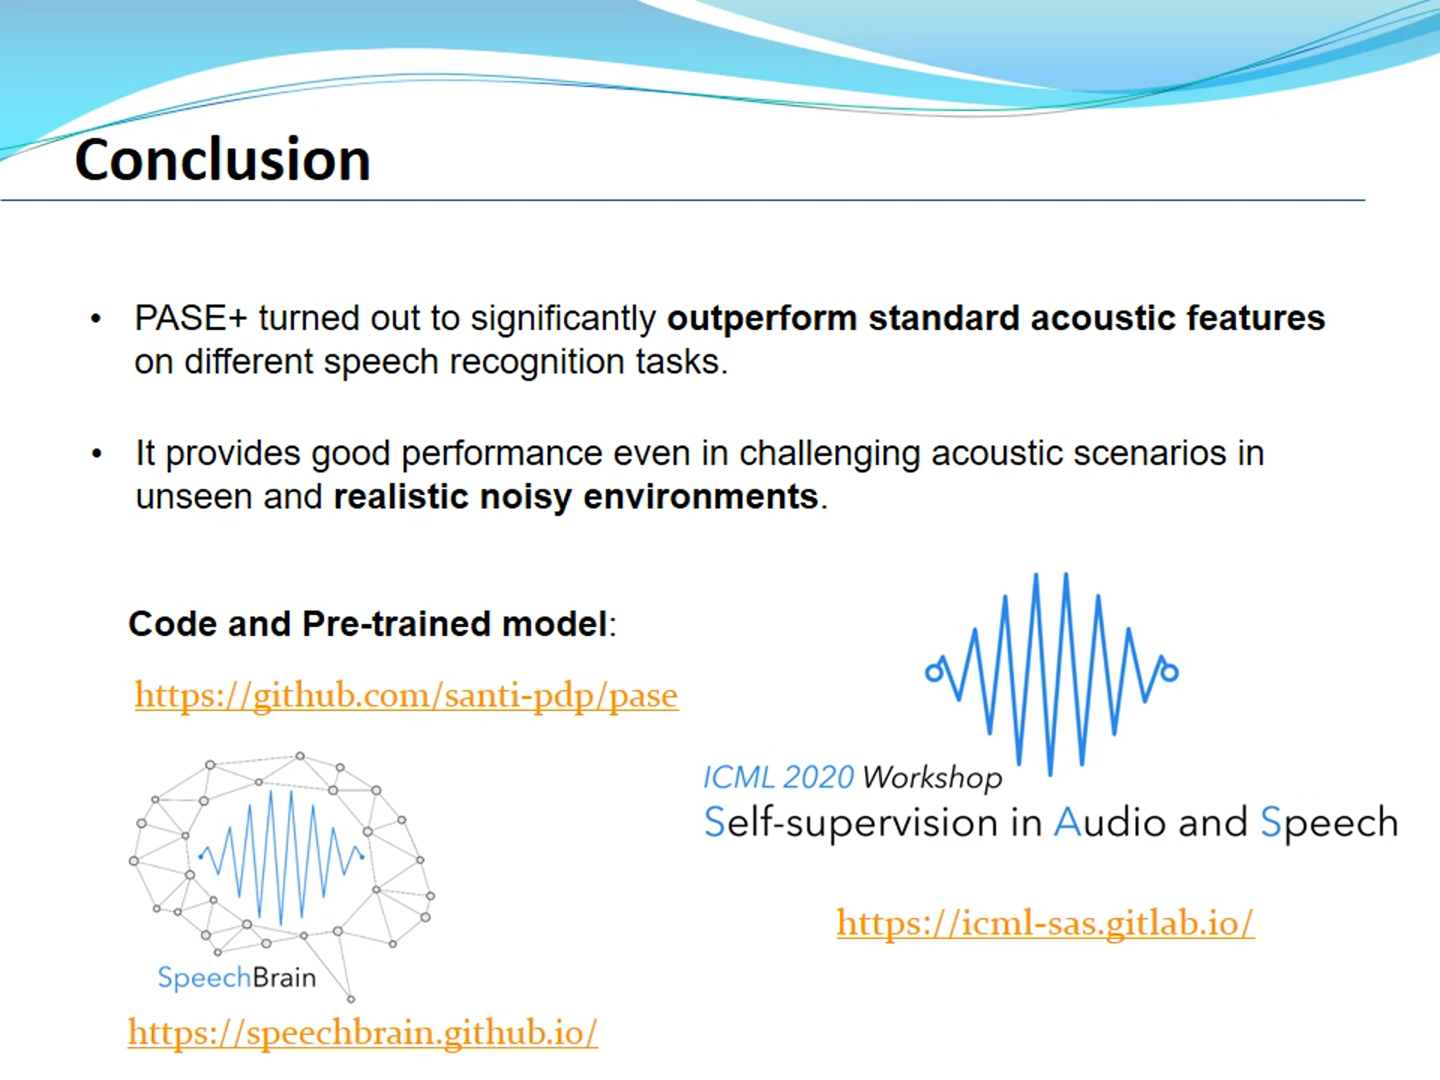 Conclusion
• PASE+ turned out to significantly outperform standard acoustic features
on different speech recognition tasks.
• It provides good performance even in challenging acoustic scenarios in
unseen and realistic noisy environments.
Code and Pre-trained model:
https://github.com/santi-pdp/pase
SpeechBrain
https://speechbrain.github.io/
ICML 2020 Workshop
Self-supervision in Audio and Speech
https://icml-sas.gitlab.io/